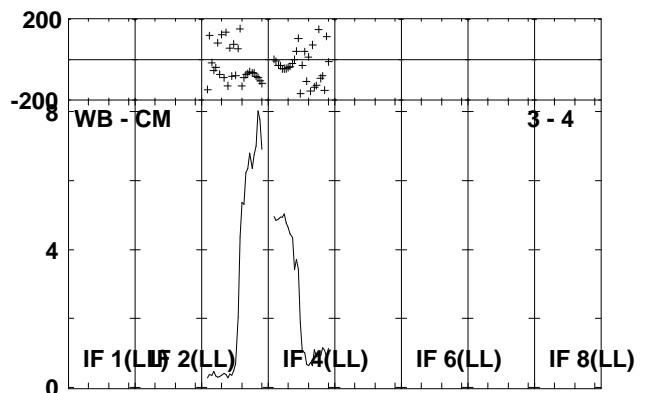 200
-200
8
WB - CM 3 - 4
4
IF 1(LL) IF 2(LL) IF 4(LL) IF 6(LL) IF 8(LL)
0